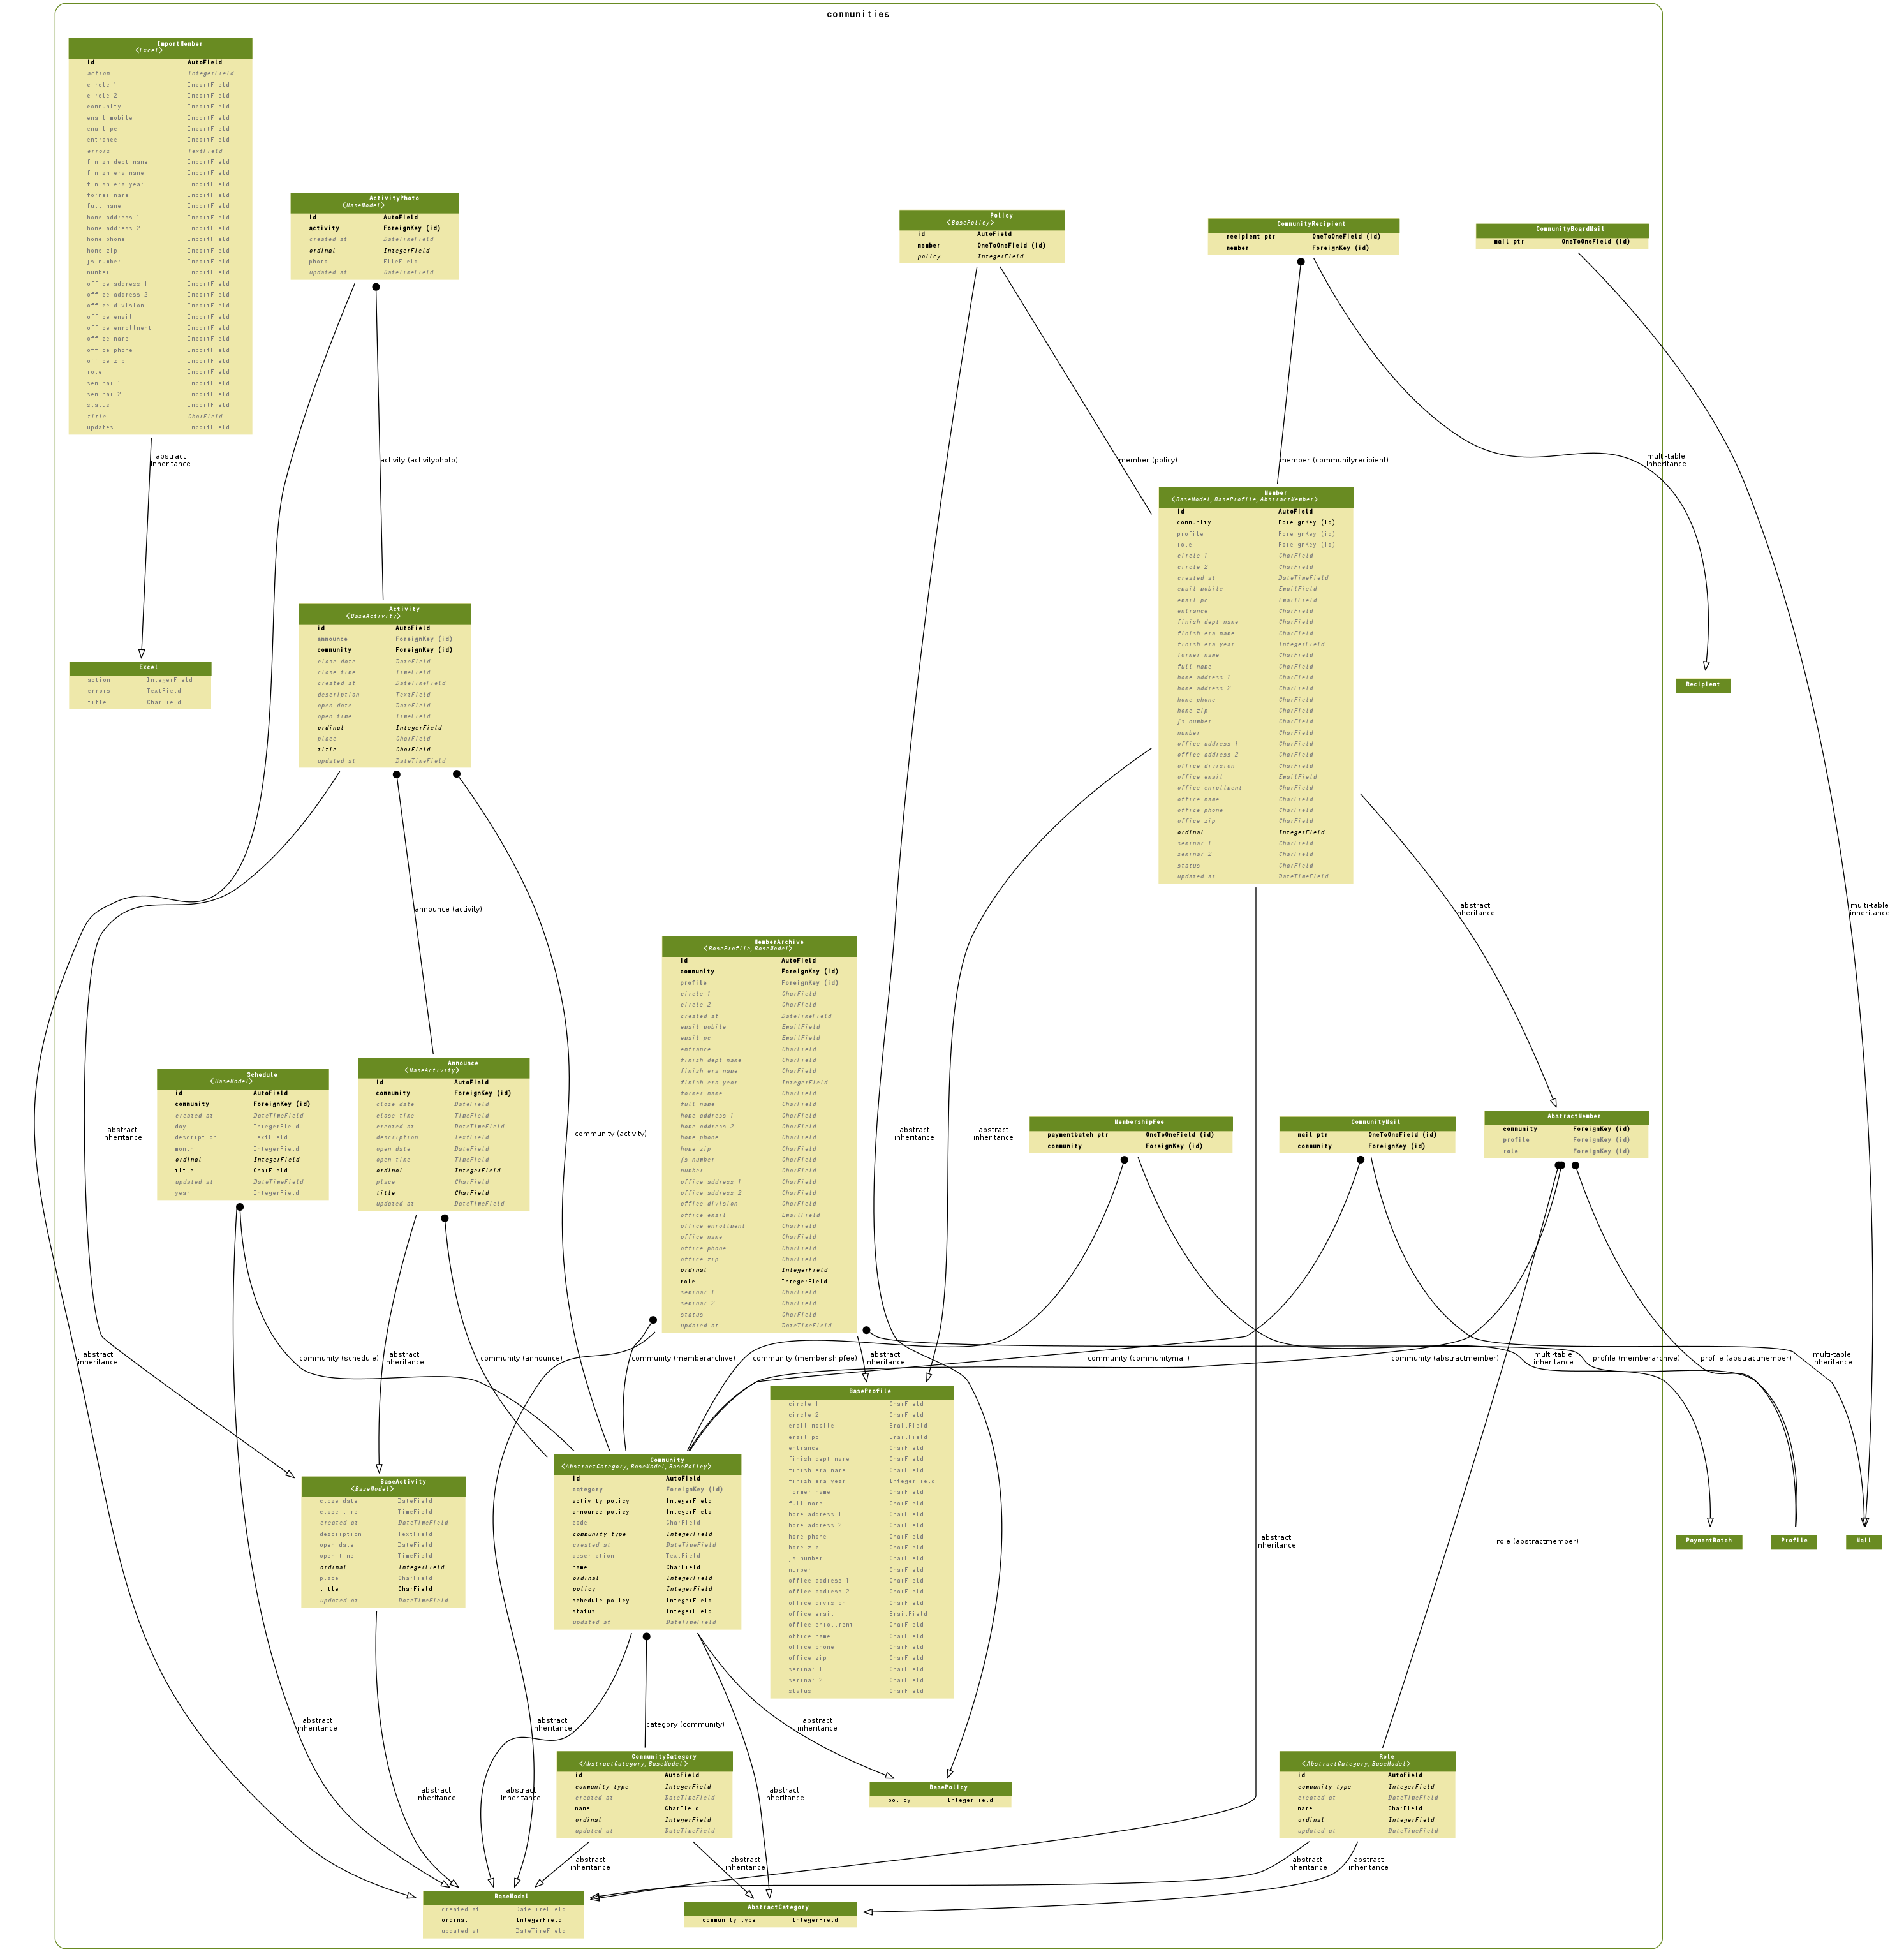 communities
ImportMember
<Excel>
id AutoField
action IntegerField
circle 1 ImportField
circle 2 ImportField
community ImportField
email mobile ImportField
email pc ImportField
entrance ImportField
errors TextField
finish dept name ImportField
finish era name ImportField
finish era year ImportField
former name ImportField
full name ImportField
home address 1 ImportField
home address 2 ImportField
home phone ImportField
home zip ImportField
js number ImportField
number ImportField
office address 1 ImportField
office address 2 ImportField
office division ImportField
office email ImportField
office enrollment ImportField
office name ImportField
office phone ImportField
office zip ImportField
role ImportField
seminar 1 ImportField
seminar 2 ImportField
status ImportField
title CharField
updates ImportField
ActivityPhoto
<BaseModel>
id AutoField
activity ForeignKey (id)
created at DateTimeField
ordinal IntegerField
photo FileField
updated at DateTimeField
Policy
<BasePolicy>
id AutoField
member OneToOneField (id)
policy IntegerField
CommunityRecipient
recipient ptr OneToOneField (id)
member ForeignKey (id)
CommunityBoardMail
mail ptr OneToOneField (id)
abstract
inheritance
activity (activityphoto)
member (policy)
member (communityrecipient)
multi-table
inheritance
Member
<BaseModel,BaseProfile,AbstractMember>
id AutoField
community ForeignKey (id)
profile ForeignKey (id)
role ForeignKey (id)
circle 1 CharField
circle 2 CharField
created at DateTimeField
email mobile EmailField
email pc EmailField
entrance CharField
finish dept name CharField
finish era name CharField
finish era year IntegerField
former name CharField
full name CharField
home address 1 CharField
home address 2 CharField
home phone CharField
home zip CharField
js number CharField
number CharField
office address 1 CharField
office address 2 CharField
office division CharField
office email EmailField
office enrollment CharField
office name CharField
office phone CharField
office zip CharField
ordinal IntegerField
seminar 1 CharField
seminar 2 CharField
status CharField
updated at DateTimeField
Activity
<BaseActivity>
id AutoField
announce ForeignKey (id)
community ForeignKey (id)
close date DateField
close time TimeField
created at DateTimeField
description TextField
open date DateField
open time TimeField
ordinal IntegerField
place CharField
title CharField
updated at DateTimeField
Excel
action IntegerField
errors TextField
title CharField
Recipient
announce (activity)
abstract
inheritance
multi-table
inheritance
MemberArchive
<BaseProfile,BaseModel>
id AutoField
community ForeignKey (id)
profile ForeignKey (id)
circle 1 CharField
circle 2 CharField
created at DateTimeField
email mobile EmailField
email pc EmailField
entrance CharField
finish dept name CharField
finish era name CharField
finish era year IntegerField
former name CharField
full name CharField
home address 1 CharField
home address 2 CharField
home phone CharField
home zip CharField
js number CharField
number CharField
office address 1 CharField
office address 2 CharField
office division CharField
office email EmailField
office enrollment CharField
office name CharField
office phone CharField
office zip CharField
ordinal IntegerField
role IntegerField
seminar 1 CharField
seminar 2 CharField
status CharField
updated at DateTimeField
Schedule
<BaseModel>
id AutoField
community ForeignKey (id)
created at DateTimeField
day IntegerField
description TextField
month IntegerField
ordinal IntegerField
title CharField
updated at DateTimeField
year IntegerField
Announce
<BaseActivity>
id AutoField
community ForeignKey (id)
close date DateField
close time TimeField
created at DateTimeField
description TextField
open date DateField
open time TimeField
ordinal IntegerField
place CharField
title CharField
updated at DateTimeField
MembershipFee
paymentbatch ptr OneToOneField (id)
community ForeignKey (id)
CommunityMail
mail ptr OneToOneField (id)
community ForeignKey (id)
AbstractMember
community ForeignKey (id)
profile ForeignKey (id)
role ForeignKey (id)
abstract
inheritance
community (activity)
abstract
inheritance
abstract
inheritance
abstract
inheritance
community (schedule)
abstract
inheritance
community (announce)
community (memberarchive)
community (membershipfee)
abstract
inheritance
community (communitymail)
community (abstractmember)
multi-table
inheritance
profile (memberarchive)
profile (abstractmember)
multi-table
inheritance
BaseProfile
circle 1 CharField
circle 2 CharField
email mobile EmailField
email pc EmailField
entrance CharField
finish dept name CharField
finish era name CharField
finish era year IntegerField
former name CharField
full name CharField
home address 1 CharField
home address 2 CharField
home phone CharField
home zip CharField
js number CharField
number CharField
office address 1 CharField
office address 2 CharField
office division CharField
office email EmailField
office enrollment CharField
office name CharField
office phone CharField
office zip CharField
seminar 1 CharField
seminar 2 CharField
status CharField
Community
<AbstractCategory,BaseModel,BasePolicy>
id AutoField
category ForeignKey (id)
activity policy IntegerField
announce policy IntegerField
code CharField
community type IntegerField
created at DateTimeField
description TextField
name CharField
ordinal IntegerField
policy IntegerField
schedule policy IntegerField
status IntegerField
updated at DateTimeField
BaseActivity
<BaseModel>
close date DateField
close time TimeField
created at DateTimeField
description TextField
open date DateField
open time TimeField
ordinal IntegerField
place CharField
title CharField
updated at DateTimeField
abstract
inheritance
role (abstractmember)
PaymentBatch
Profile
Mail
abstract
inheritance
abstract
inheritance
category (community)
abstract
inheritance
CommunityCategory
<AbstractCategory,BaseModel>
id AutoField
community type IntegerField
created at DateTimeField
name CharField
ordinal IntegerField
updated at DateTimeField
BasePolicy
policy IntegerField
Role
<AbstractCategory,BaseModel>
id AutoField
community type IntegerField
created at DateTimeField
name CharField
ordinal IntegerField
updated at DateTimeField
abstract
inheritance
abstract
inheritance
abstract
inheritance
abstract
inheritance
abstract
inheritance
abstract
inheritance
abstract
inheritance
BaseModel
created at DateTimeField
ordinal IntegerField
updated at DateTimeField
AbstractCategory
community type IntegerField